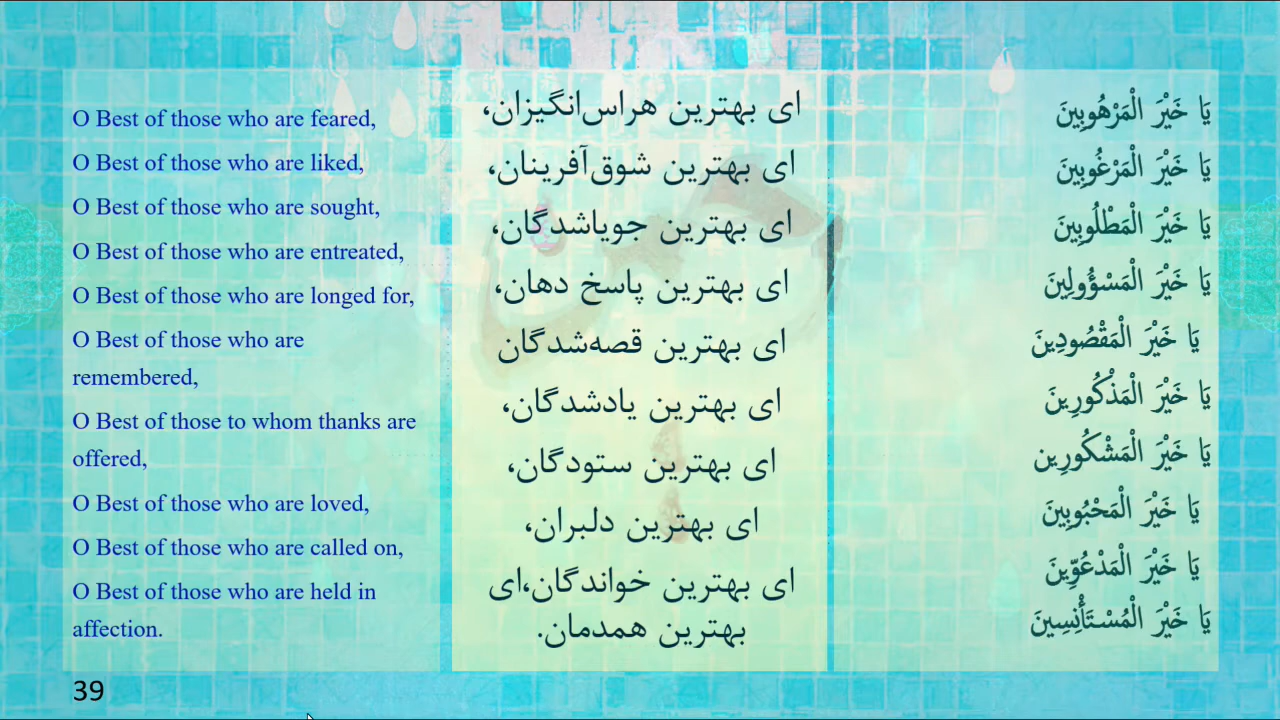 O Best of those who are feared,
O Best of those who are liked,
O Best of those who are sought,
O Best of those who are entreated,
O Best of those who are longed for,
O Best of those who are
remembered,
O Best of those to whom thanks are
offered,
O Best of those who are loved,
O Best of those who are called on,
O Best of those who are held in
affection.
ای بهترین هراس‌انگیزان،
ای بهترین شوق‌آفرینان،
ای بهترین جویاشدگان،
ای بهترین پاسخ دهان،
ای بهترین قصه‌شدگان
ای بهترین یادشدگان،
ای بهترین ستودگان،
ای بهترین دلبران،
ای بهترین خواندگان،ای
بهترین همدمان.
يَا خَيْرَ الْمَرْهُوبِينَ
يَا خَيْرَ الْمَرْغُوبِينَ
يَا خَيْرَ الْمَطْلُوبِينَ
يَا خَيْرَ الْمَسْؤُولِينَ
يَا خَيْرَ الْمَقْصُودِينَ
يَا خَيْرَ الْمَذْكُورِينَ
يَا خَيْرَ الْمَشْكُورِين
يَا خَيْرَ الْمَحْبُوبِينَ
يَا خَيْرَ الْمَدْعُوِّينَ
يَا خَيْرَ الْمُسْتَأْنِسِينَ
39